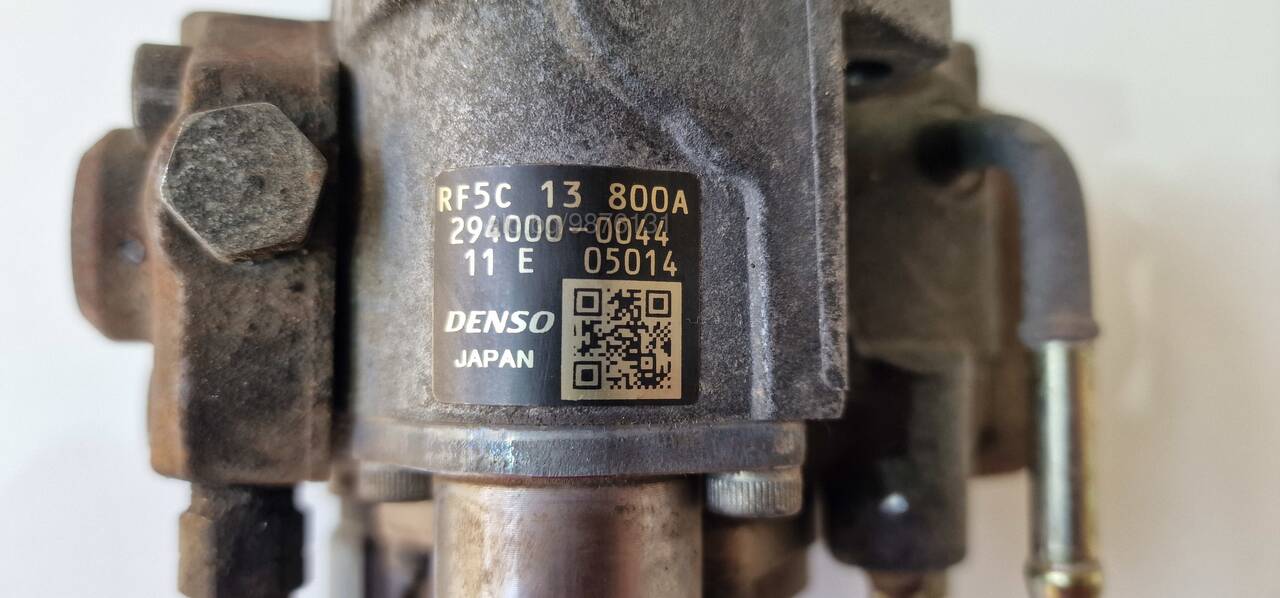 RF5C 13 800A
294000-0044
11 E 05014
DENSO
JAPAN